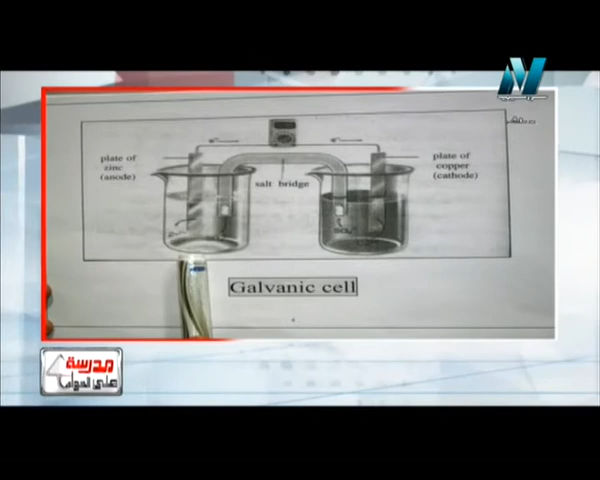 plate of
zinc
(anode)
salt bridge
plate of
copper
(cathode)
Galvanic cell
مدرسة
على الهواء